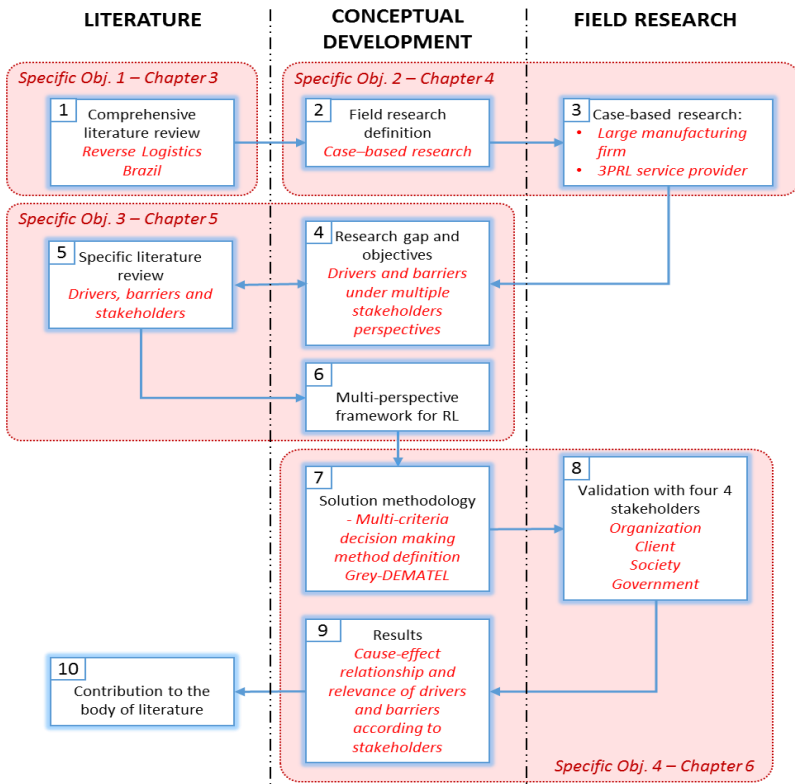 LITERATURE
CONCEPTUAL
DEVELOPMENT
FIELD RESEARCH
Specific Obj. 1 – Chapter 3
1
Comprehensive
literature review
Reverse Logistics
Brazil
Specific Obj. 2 – Chapter 4
2
Field research
definition
Case–based research
3
Case-based research:
• Large manufacturing
firm
• 3PRL service provider
Specific Obj. 3 – Chapter 5
4
Research gap and
objectives
Drivers and barriers
under multiple
stakeholders
perspectives
5
Specific literature
review
Drivers, barriers and
stakeholders
6
Multi-perspective
framework for RL
7
Solution methodology
- Multi-criteria
decision making
method definition
Grey-DEMATEL
8
Validation with four 4
stakeholders
Organization
Client
Society
Government
9
Results
Cause-effect
relationship and
relevance of drivers
and barriers
according to
stakeholders
10
Contribution to the
body of literature
Specific Obj. 4 – Chapter 6